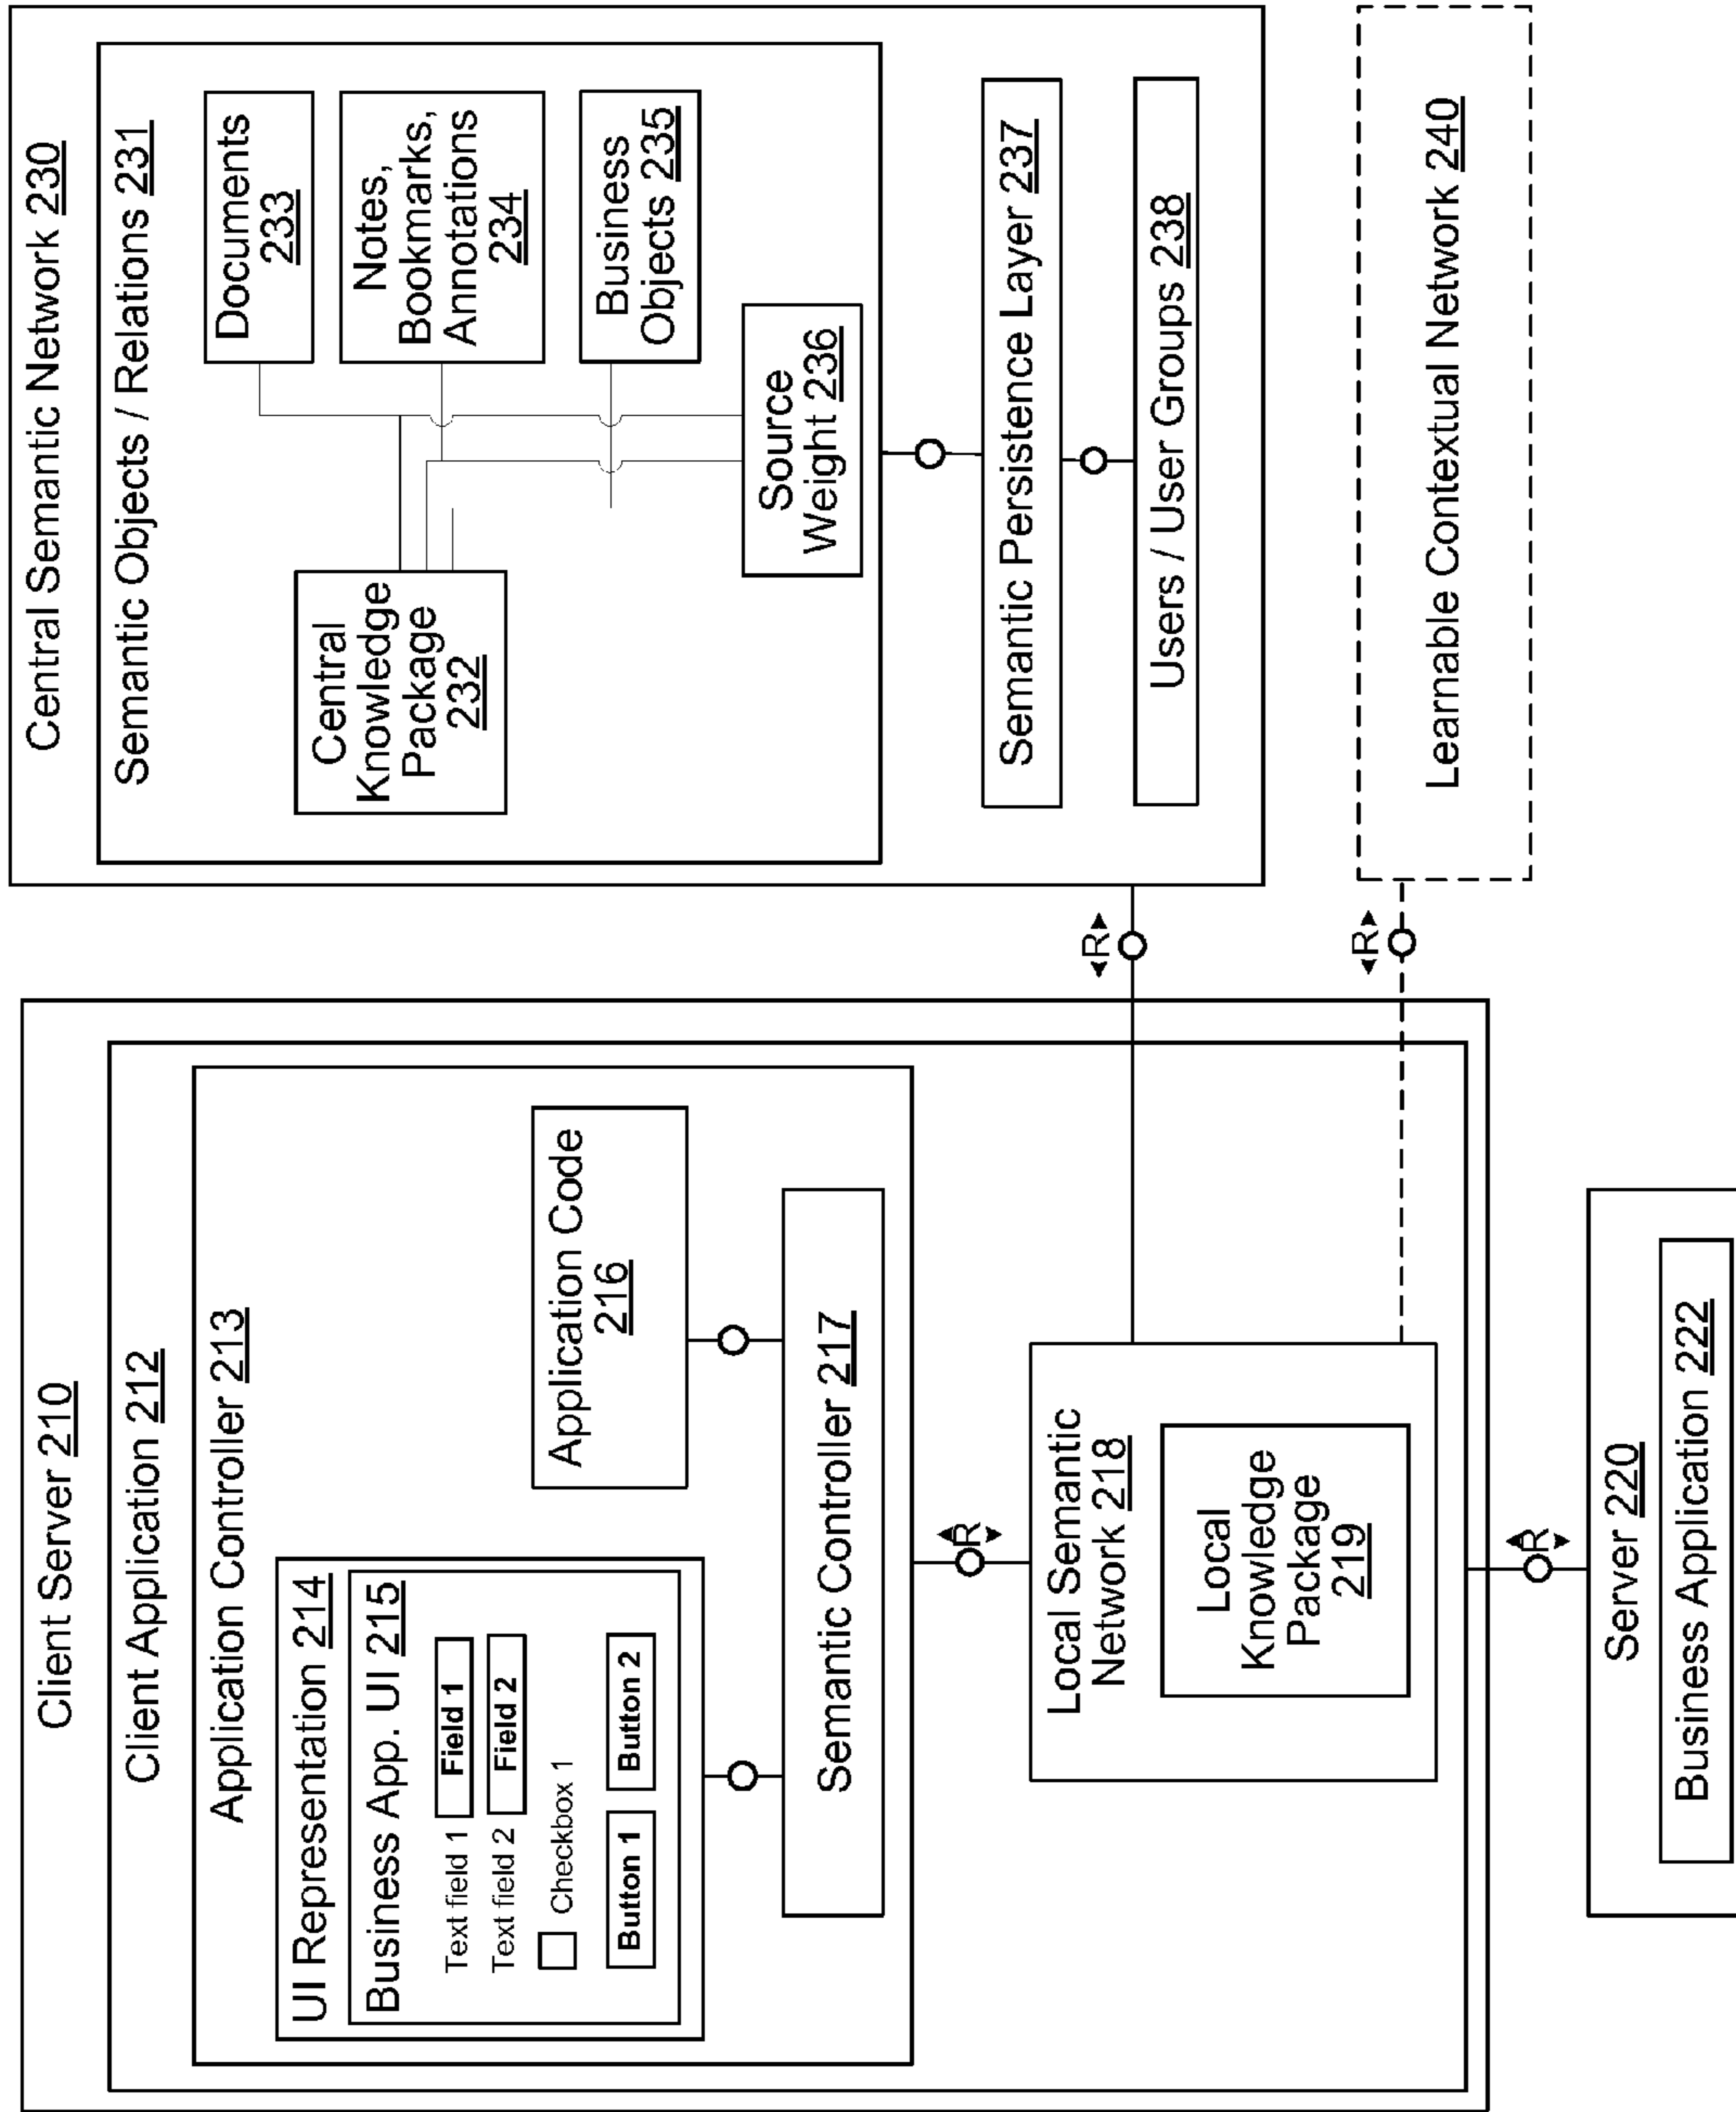 Client Server 210
Client Application 212
Application Controller 213
UI Representation 214
Business App. UI 215
Text field 1
Field 1
Text field 2
Field 2
Checkbox 1
Button 1
Button 2
Application Code
216
Semantic Controller 217
R
Local Semantic
Network 218
Local
Knowledge
Package
219
R
Server 220
Business Application 222
R
R
Central Semantic Network 230
Semantic Objects / Relations 231
Central
Knowledge
Package
232
Documents
233
Notes,
Bookmarks,
Annotations
234
Business
Objects 235
Source
Weight 236
Semantic Persistence Layer 237
Users / User Groups 238
Learnable Contextual Network 240